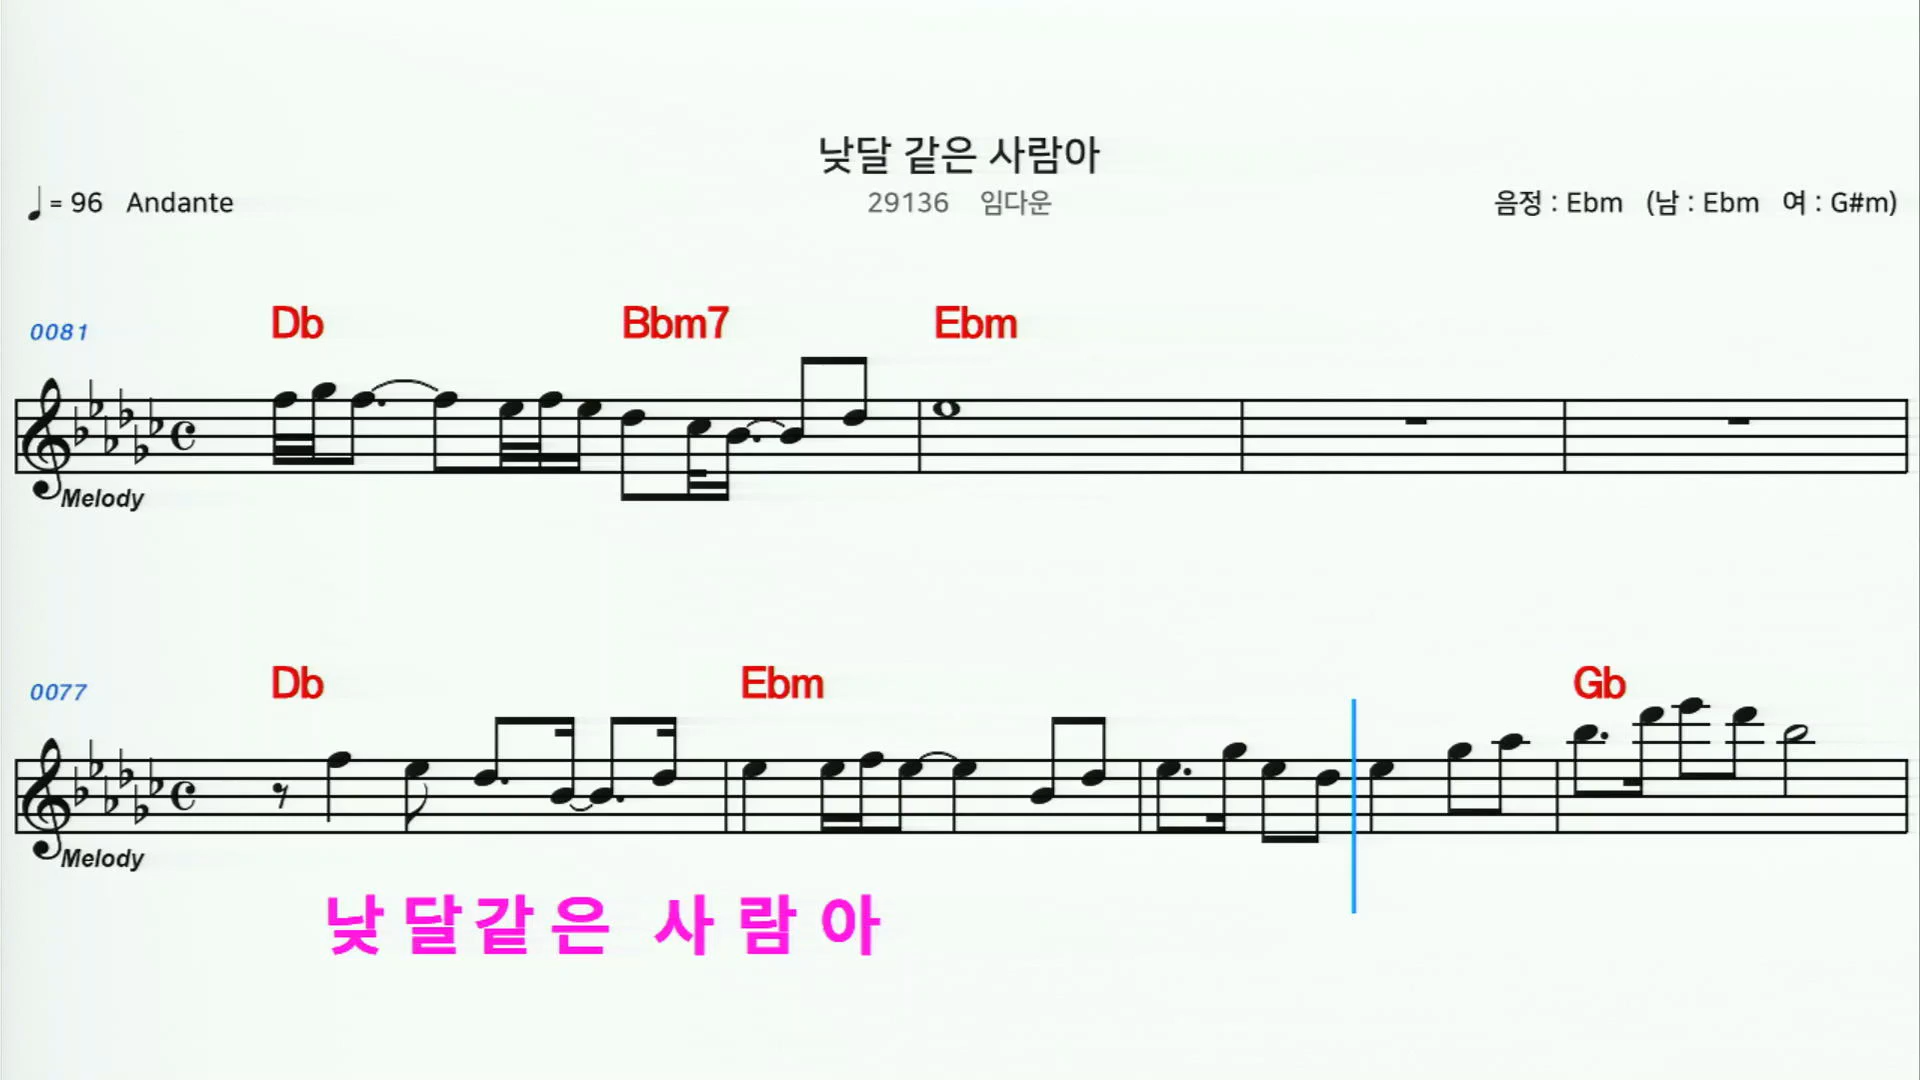 낮달 같은 사람아
♩ = 96 Andante 29136 임다운 음정 : Ebm (남 : Ebm 여 : G#m)
0081 Db Bbm7 Ebm
Melody
0077 Db Ebm Gb
Melody
낮 달 같 은 사 람 아